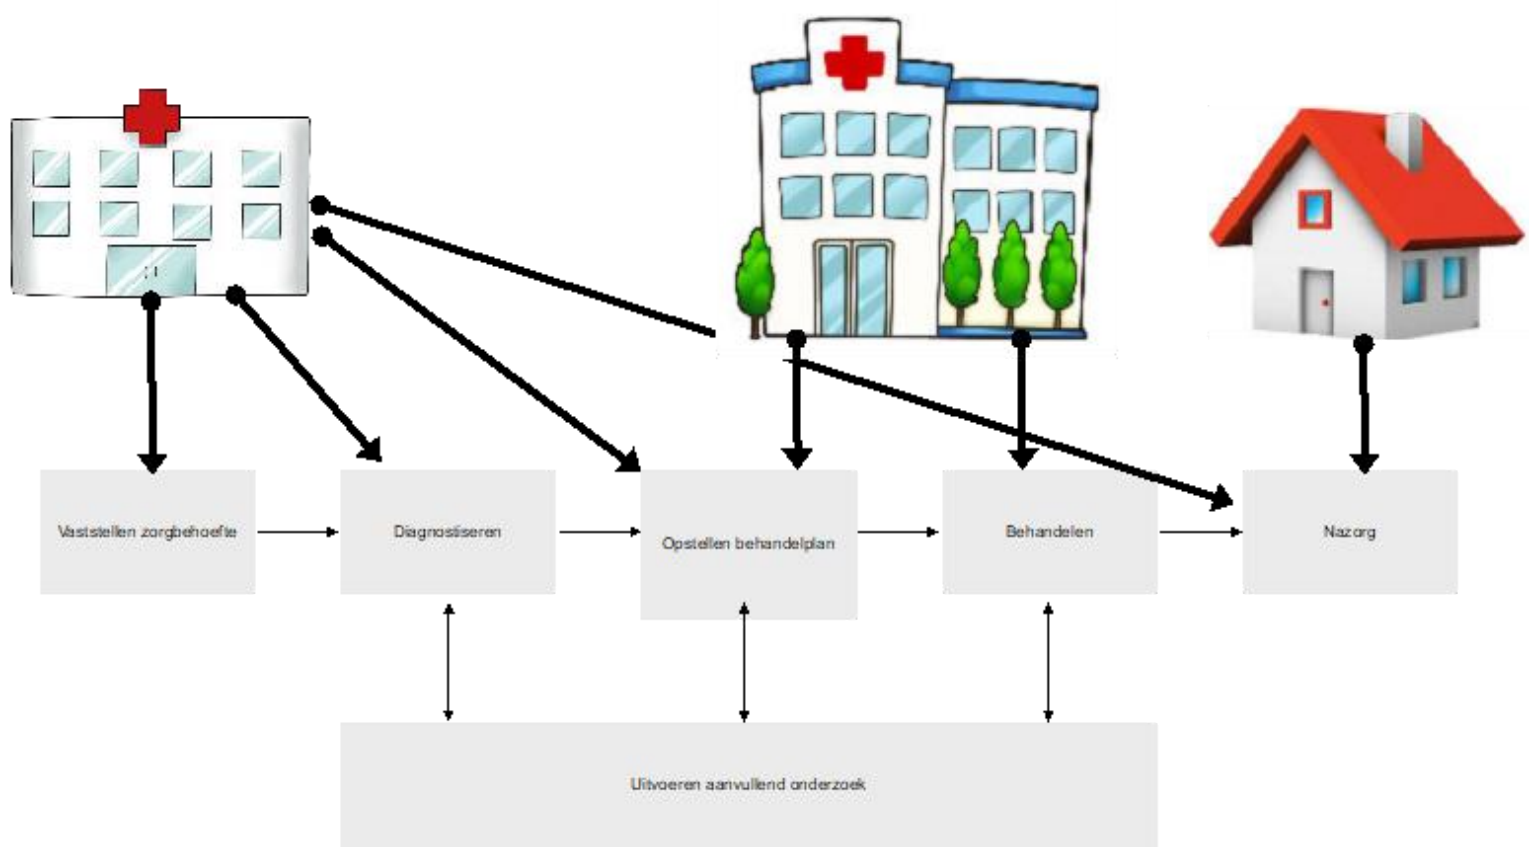 Vaststellen zorgbehoefte
Diagnostiseren
Opstellen behandelplan
Behandelen
Nazorg
Uitvoeren aanvullend onderzoek